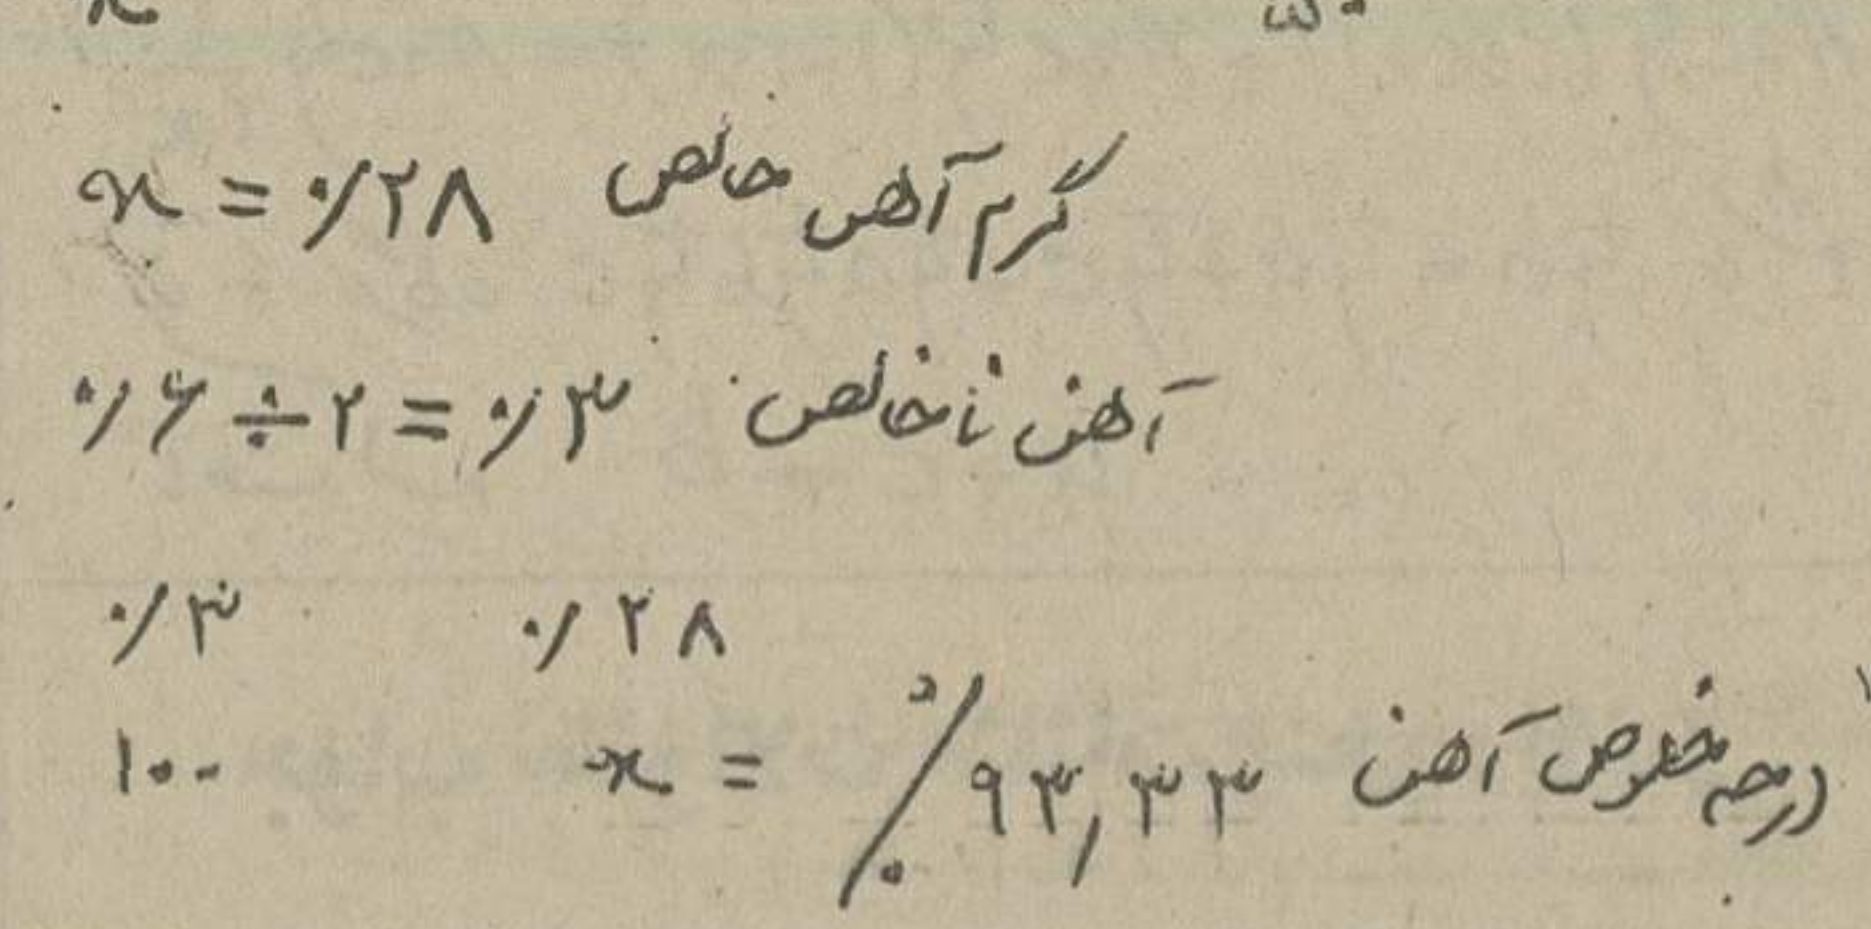 x = ۰/۲۸ گرم آهن خالص
۰/۶ ÷ ۲ = ۰/۳ آهن ناخالص
۰/۳ ۰/۲۸
۱۰۰ x = ٪۹۳,۳۳ درجه خلوص آهن